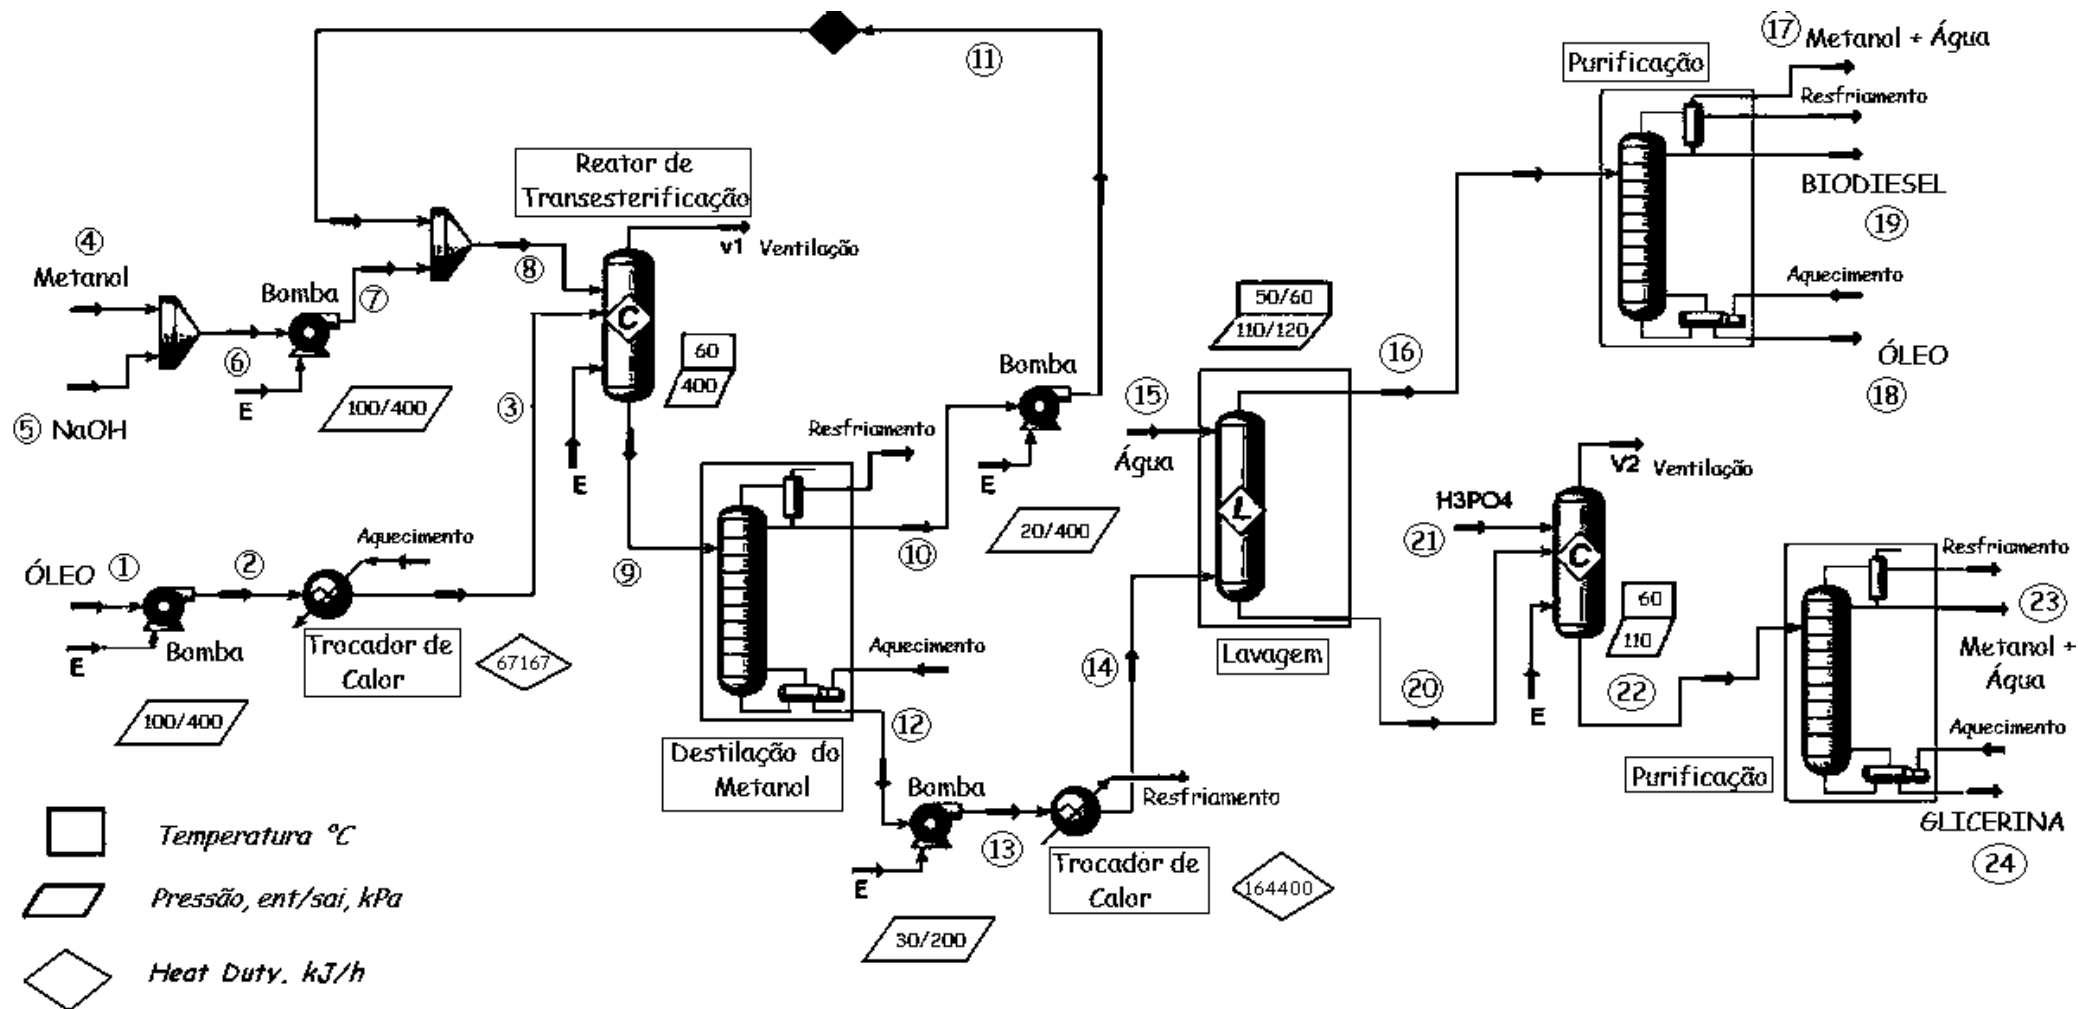 11
17 Metanol + Água
Purificação
Resfriamento
BIODIESEL
19
Aquecimento
ÓLEO
18
Reator de
Transesterificação
V1 Ventilação
4
Metanol
Bomba
7
8
6
E
5 NaOH
100/400
3
C
60
400
E
9
50/60
110/120
16
Bomba
15
Água
E
20/400
10
Resfriamento
L
Lavagem
V2 Ventilação
H3PO4
21
C
60
110
E
20
22
ÓLEO 1
2
Aquecimento
E
Bomba
Trocador de
Calor
67167
100/400
Aquecimento
12
Destilação do
Metanol
14
Bomba
13
E
30/200
Resfriamento
Trocador de
Calor
164400
Resfriamento
23
Metanol +
Água
Aquecimento
Purificação
GLICERINA
24
Temperatura °C
Pressão, ent/sai, kPa
Heat Duty, kJ/h